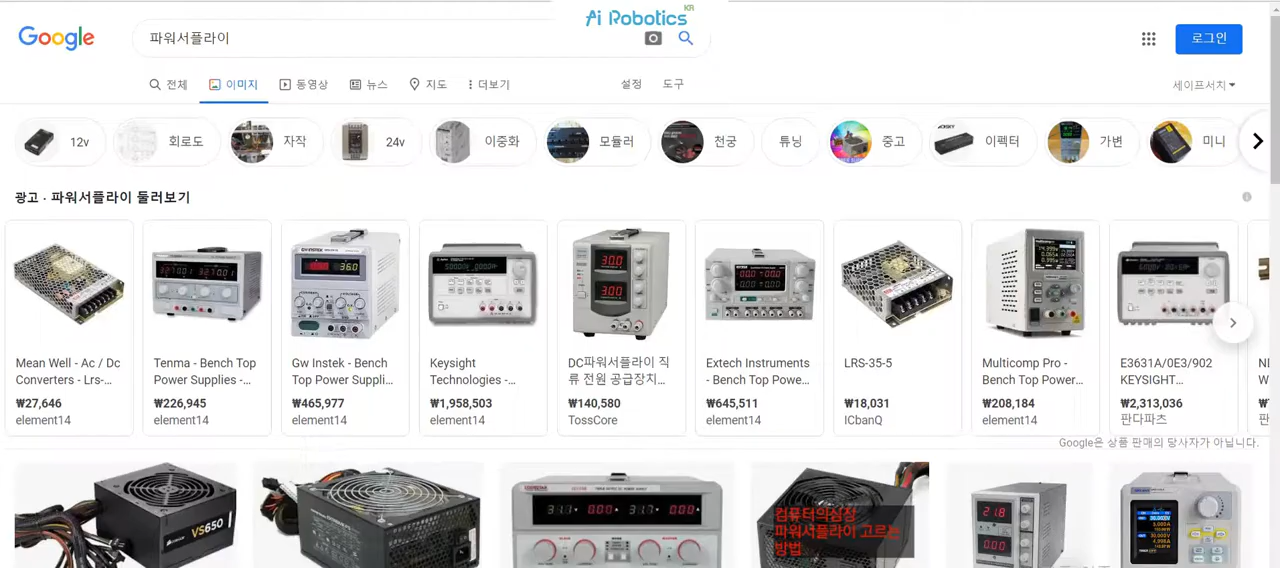 Ai Robotics KR
Google
파워서플라이
로그인
전체
이미지
동영상
뉴스
지도
더보기
설정
도구
세이프서치
12v
회로도
자작
24v
이중화
모듈러
천궁
튜닝
중고
이펙터
가변
미니
광고 · 파워서플라이 둘러보기
Mean Well - Ac / Dc
Converters - Lrs-...
₩27,646
element14
Tenma - Bench Top
Power Supplies -...
₩226,945
element14
Gw Instek - Bench
Top Power Suppli...
₩465,977
element14
Keysight
Technologies -...
₩1,958,503
element14
DC파워서플라이 직
류 전원 공급장치...
₩140,580
TossCore
Extech Instruments
- Bench Top Powe...
₩645,511
element14
LRS-35-5
₩18,031
ICbanQ
Multicomp Pro -
Bench Top Power...
₩208,184
element14
E3631A/0E3/902
KEYSIGHT...
₩2,313,036
판다파츠
Google은 상품 판매의 당사자가 아닙니다.
VS650
컴퓨터의심장
파워서플라이 고르는
방법